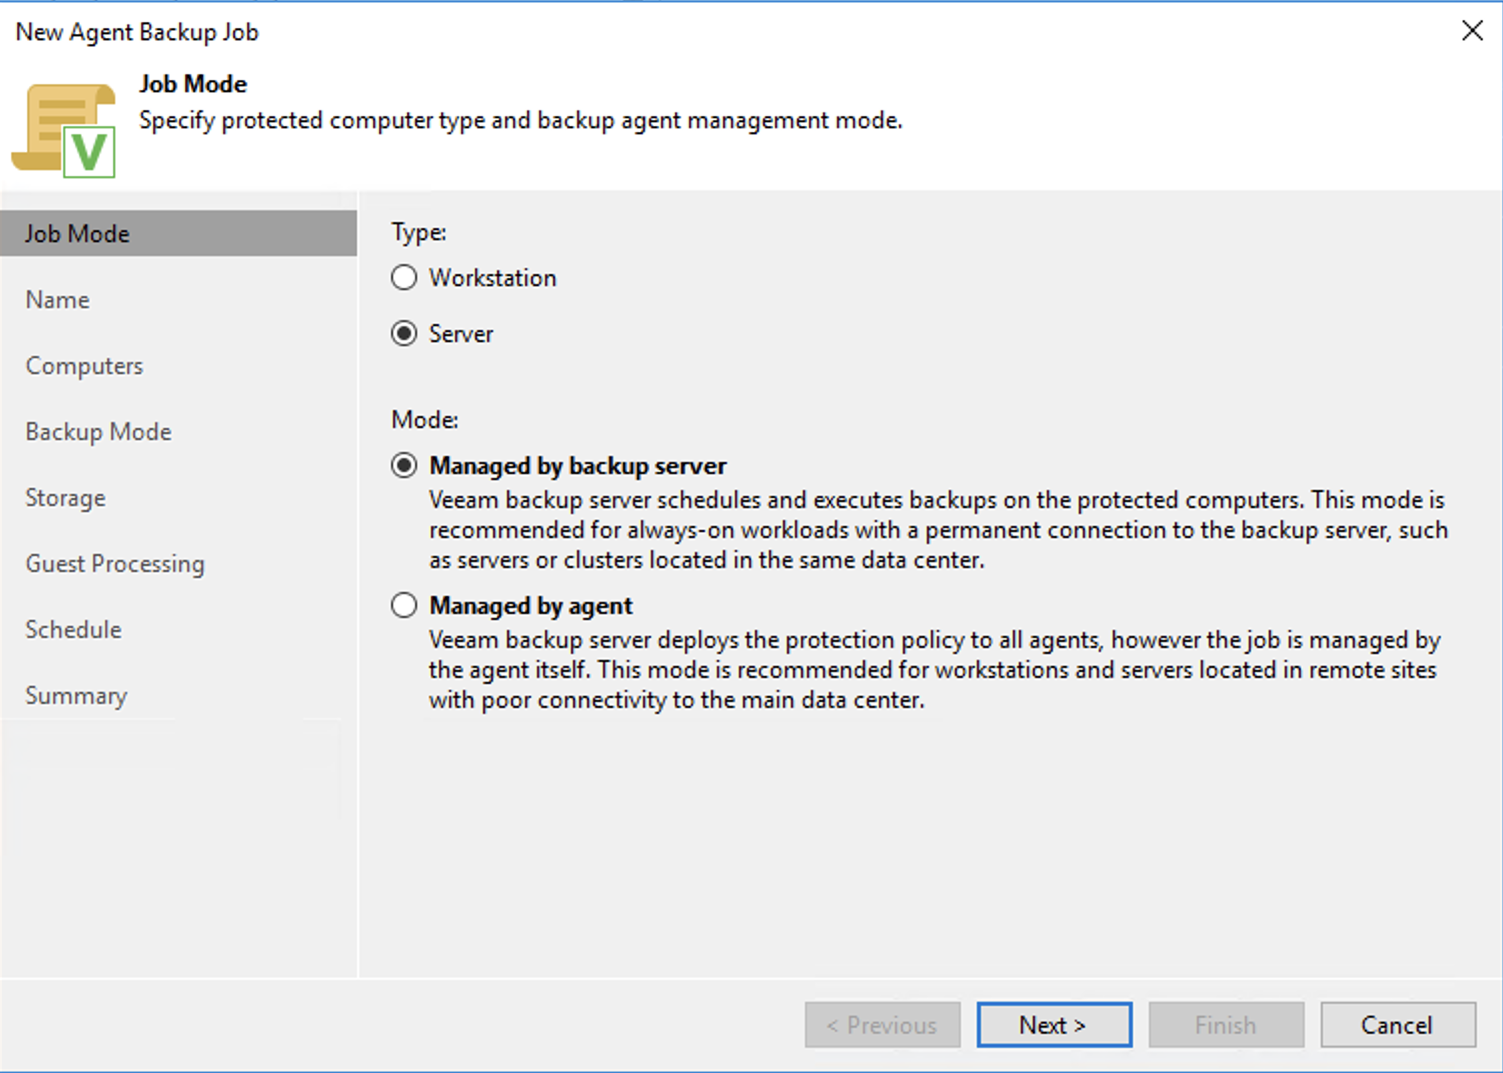 New Agent Backup Job
Job Mode
Specify protected computer type and backup agent management mode.
V
Job Mode
Name
Computers
Backup Mode
Storage
Guest Processing
Schedule
Summary
Type:
Workstation
Server
Mode:
Managed by backup server
Veeam backup server schedules and executes backups on the protected computers. This mode is
recommended for always-on workloads with a permanent connection to the backup server, such
as servers or clusters located in the same data center.
Managed by agent
Veeam backup server deploys the protection policy to all agents, however the job is managed by
the agent itself. This mode is recommended for workstations and servers located in remote sites
with poor connectivity to the main data center.
< Previous
Next >
Finish
Cancel